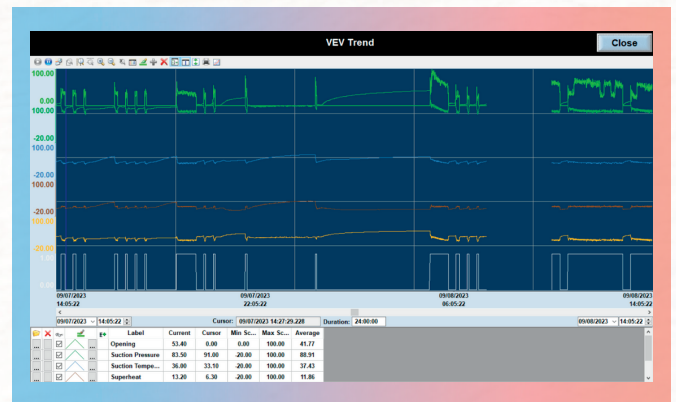 VEV Trend
Close
100.00
0.00
100.00
-20.00
100.00
-20.00
100.00
-20.00
100.00
-20.00
1.00
0.00
09/07/2023 09/07/2023 09/08/2023 09/08/2023
14:05:22 22:05:22 06:05:22 14:05:22
09/07/2023 14:05:22 Cursor: 09/07/2023 14:27:29.228 Duration: 24:00:00 09/08/2023 14:05:22
Label Current Cursor Min Sc... Max Sc... Average
... ... Opening 53.40 0.00 0.00 100.00 41.77
... ... Suction Pressure 83.50 91.00 -20.00 100.00 88.91
... ... Suction Tempe... 36.00 33.10 -20.00 100.00 37.43
... ... Superheat 13.20 6.30 -20.00 100.00 11.86